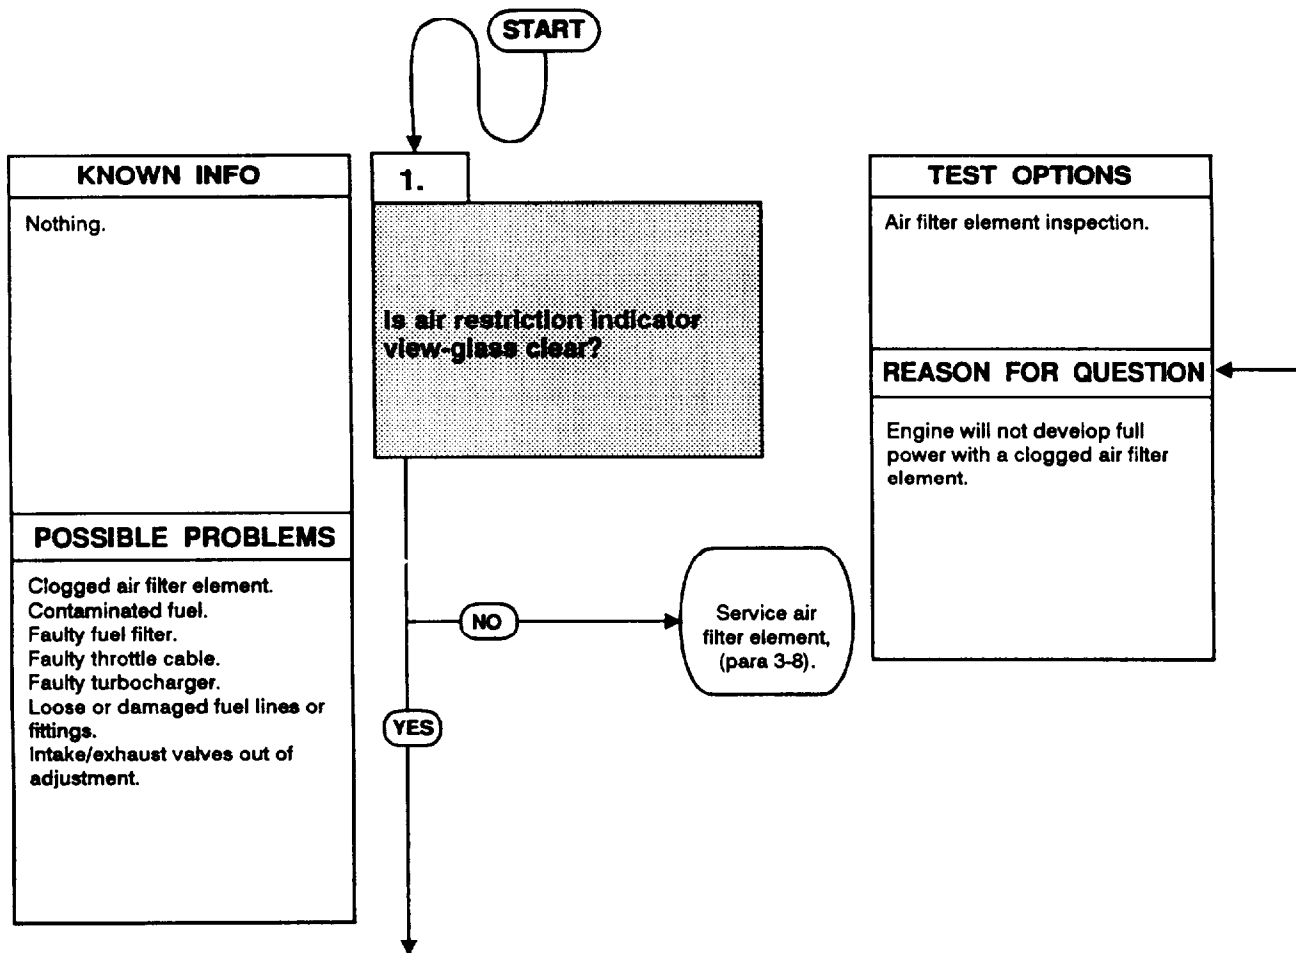 START
KNOWN INFO
Nothing.
POSSIBLE PROBLEMS
Clogged air filter element.
Contaminated fuel.
Faulty fuel filter.
Faulty throttle cable.
Faulty turbocharger.
Loose or damaged fuel lines or
fittings.
Intake/exhaust valves out of
adjustment.
1.
Is air restriction indicator
view-glass clear?
NO
Service air
filter element,
(para 3-8).
YES
TEST OPTIONS
Air filter element inspection.
REASON FOR QUESTION
Engine will not develop full
power with a clogged air filter
element.